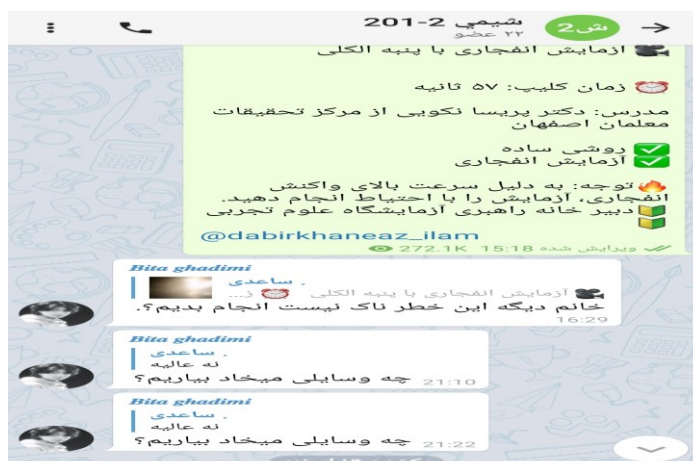 شيمي 2-201
ش2
۲۲ عضو
آزمایش انفجاری با پنبه الکلی
زمان کلیپ: ۵۷ ثانیه
مدرس: دکتر پریسا نکویی از مرکز تحقیقات
معلمان اصفهان
روشی ساده
آزمایش انفجاری
توجه: به دلیل سرعت بالای واکنش
انفجاری، آزمایش را با احتیاط انجام دهید.
دبیر خانه راهبری آزمایشگاه علوم تجربی
@dabirkhaneaz_ilam
272.1K ویرایش شده 15:18
Bita ghadimi
ساعدی .
آزمایش انفجاری با پنبه الکلی ز...
خانم دیگه این خطر ناک نیست انجام بدیم؟.
16:29
Bita ghadimi
ساعدی .
نه عالیه
چه وسایلی میخاد بیاریم؟ 21:10
Bita ghadimi
ساعدی .
نه عالیه
چه وسایلی میخاد بیاریم؟ 21:22